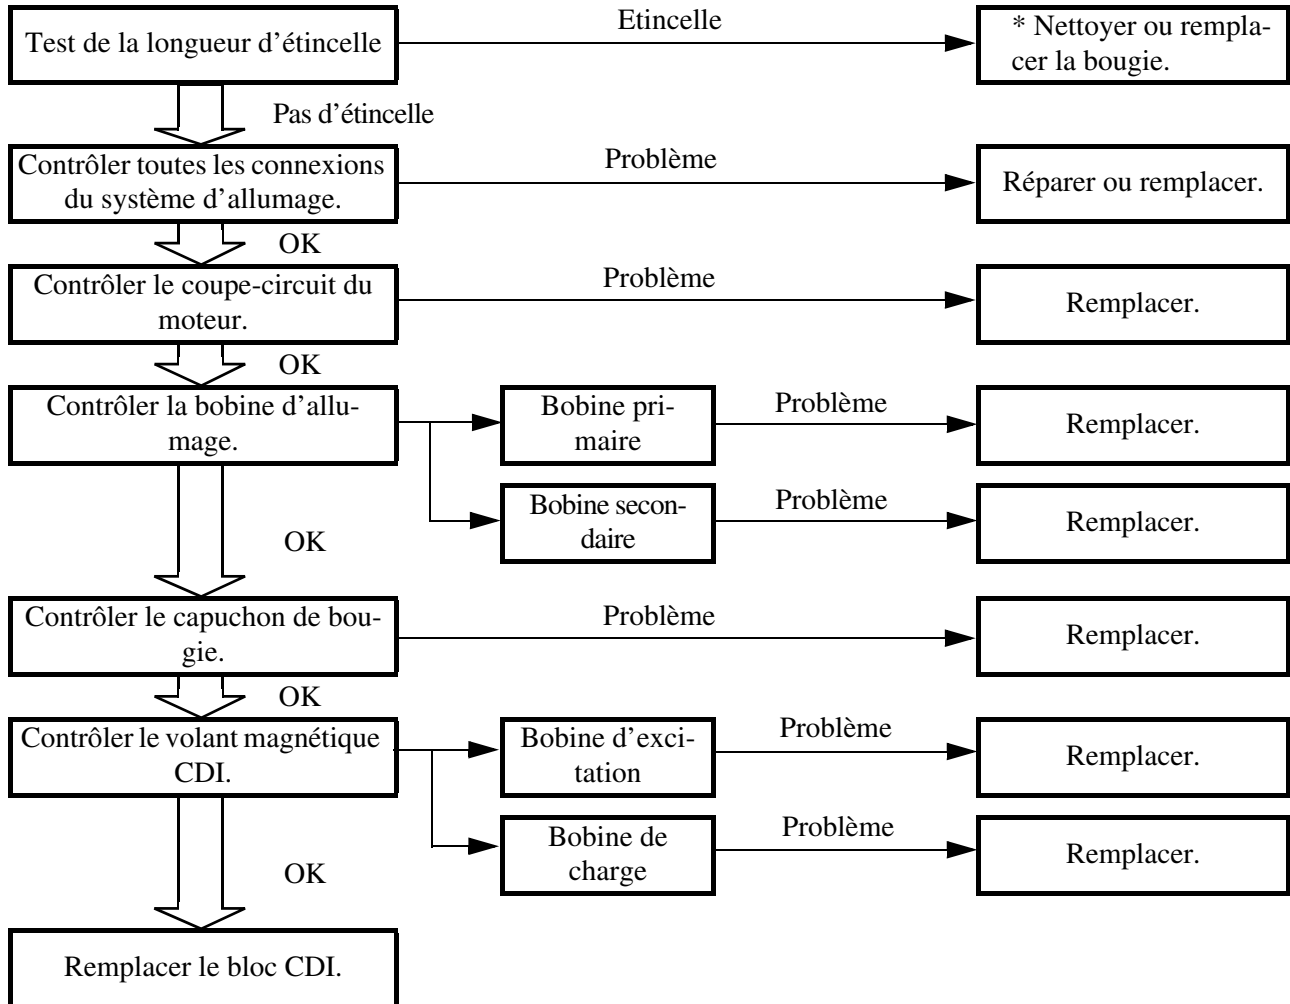 Test de la longueur d’étincelle
Etincelle
* Nettoyer ou rempla-
cer la bougie.
Pas d’étincelle
Contrôler toutes les connexions
du système d’allumage.
Problème
Réparer ou remplacer.
OK
Contrôler le coupe-circuit du
moteur.
Problème
Remplacer.
OK
Contrôler la bobine d’allu-
mage.
Bobine pri-
maire
Problème
Remplacer.
Bobine secon-
daire
Problème
Remplacer.
OK
Contrôler le capuchon de bou-
gie.
Problème
Remplacer.
OK
Contrôler le volant magnétique
CDI.
Bobine d’exci-
tation
Problème
Remplacer.
Bobine de
charge
Problème
Remplacer.
OK
Remplacer le bloc CDI.